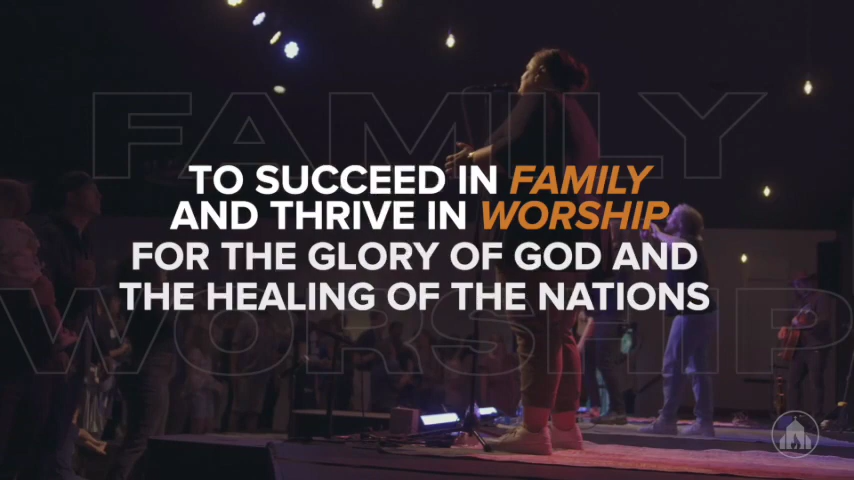 FAMILY
TO SUCCEED IN FAMILY
AND THRIVE IN WORSHIP
FOR THE GLORY OF GOD AND
THE HEALING OF THE NATIONS
WORSHIP